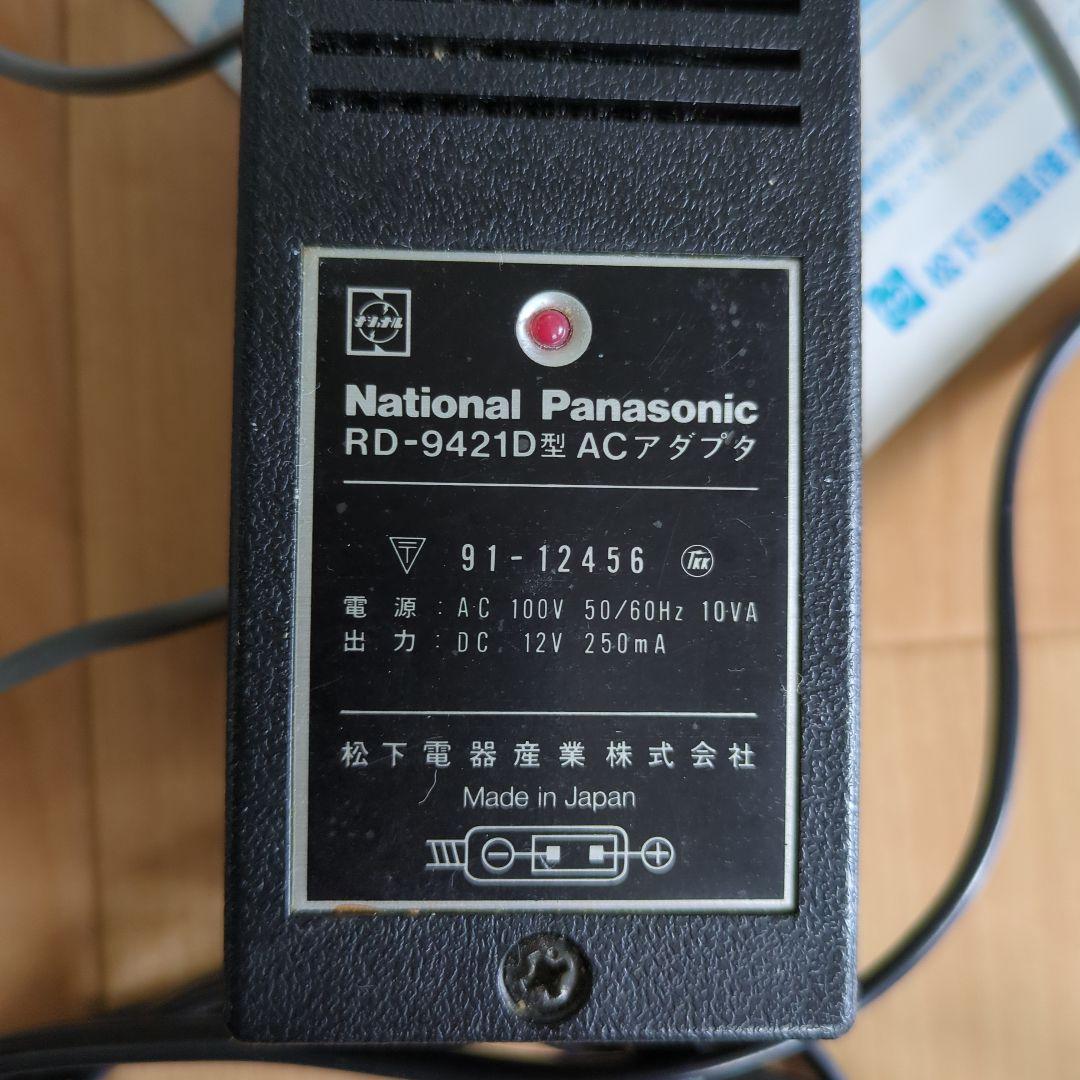 ナショナル
National Panasonic
RD-9421D型 ACアダプタ
〒 91-12456 TKK
電源:AC 100V 50/60Hz 10VA
出力:DC 12V 250mA
松下電器産業株式会社
Made in Japan
⊖ ⊕